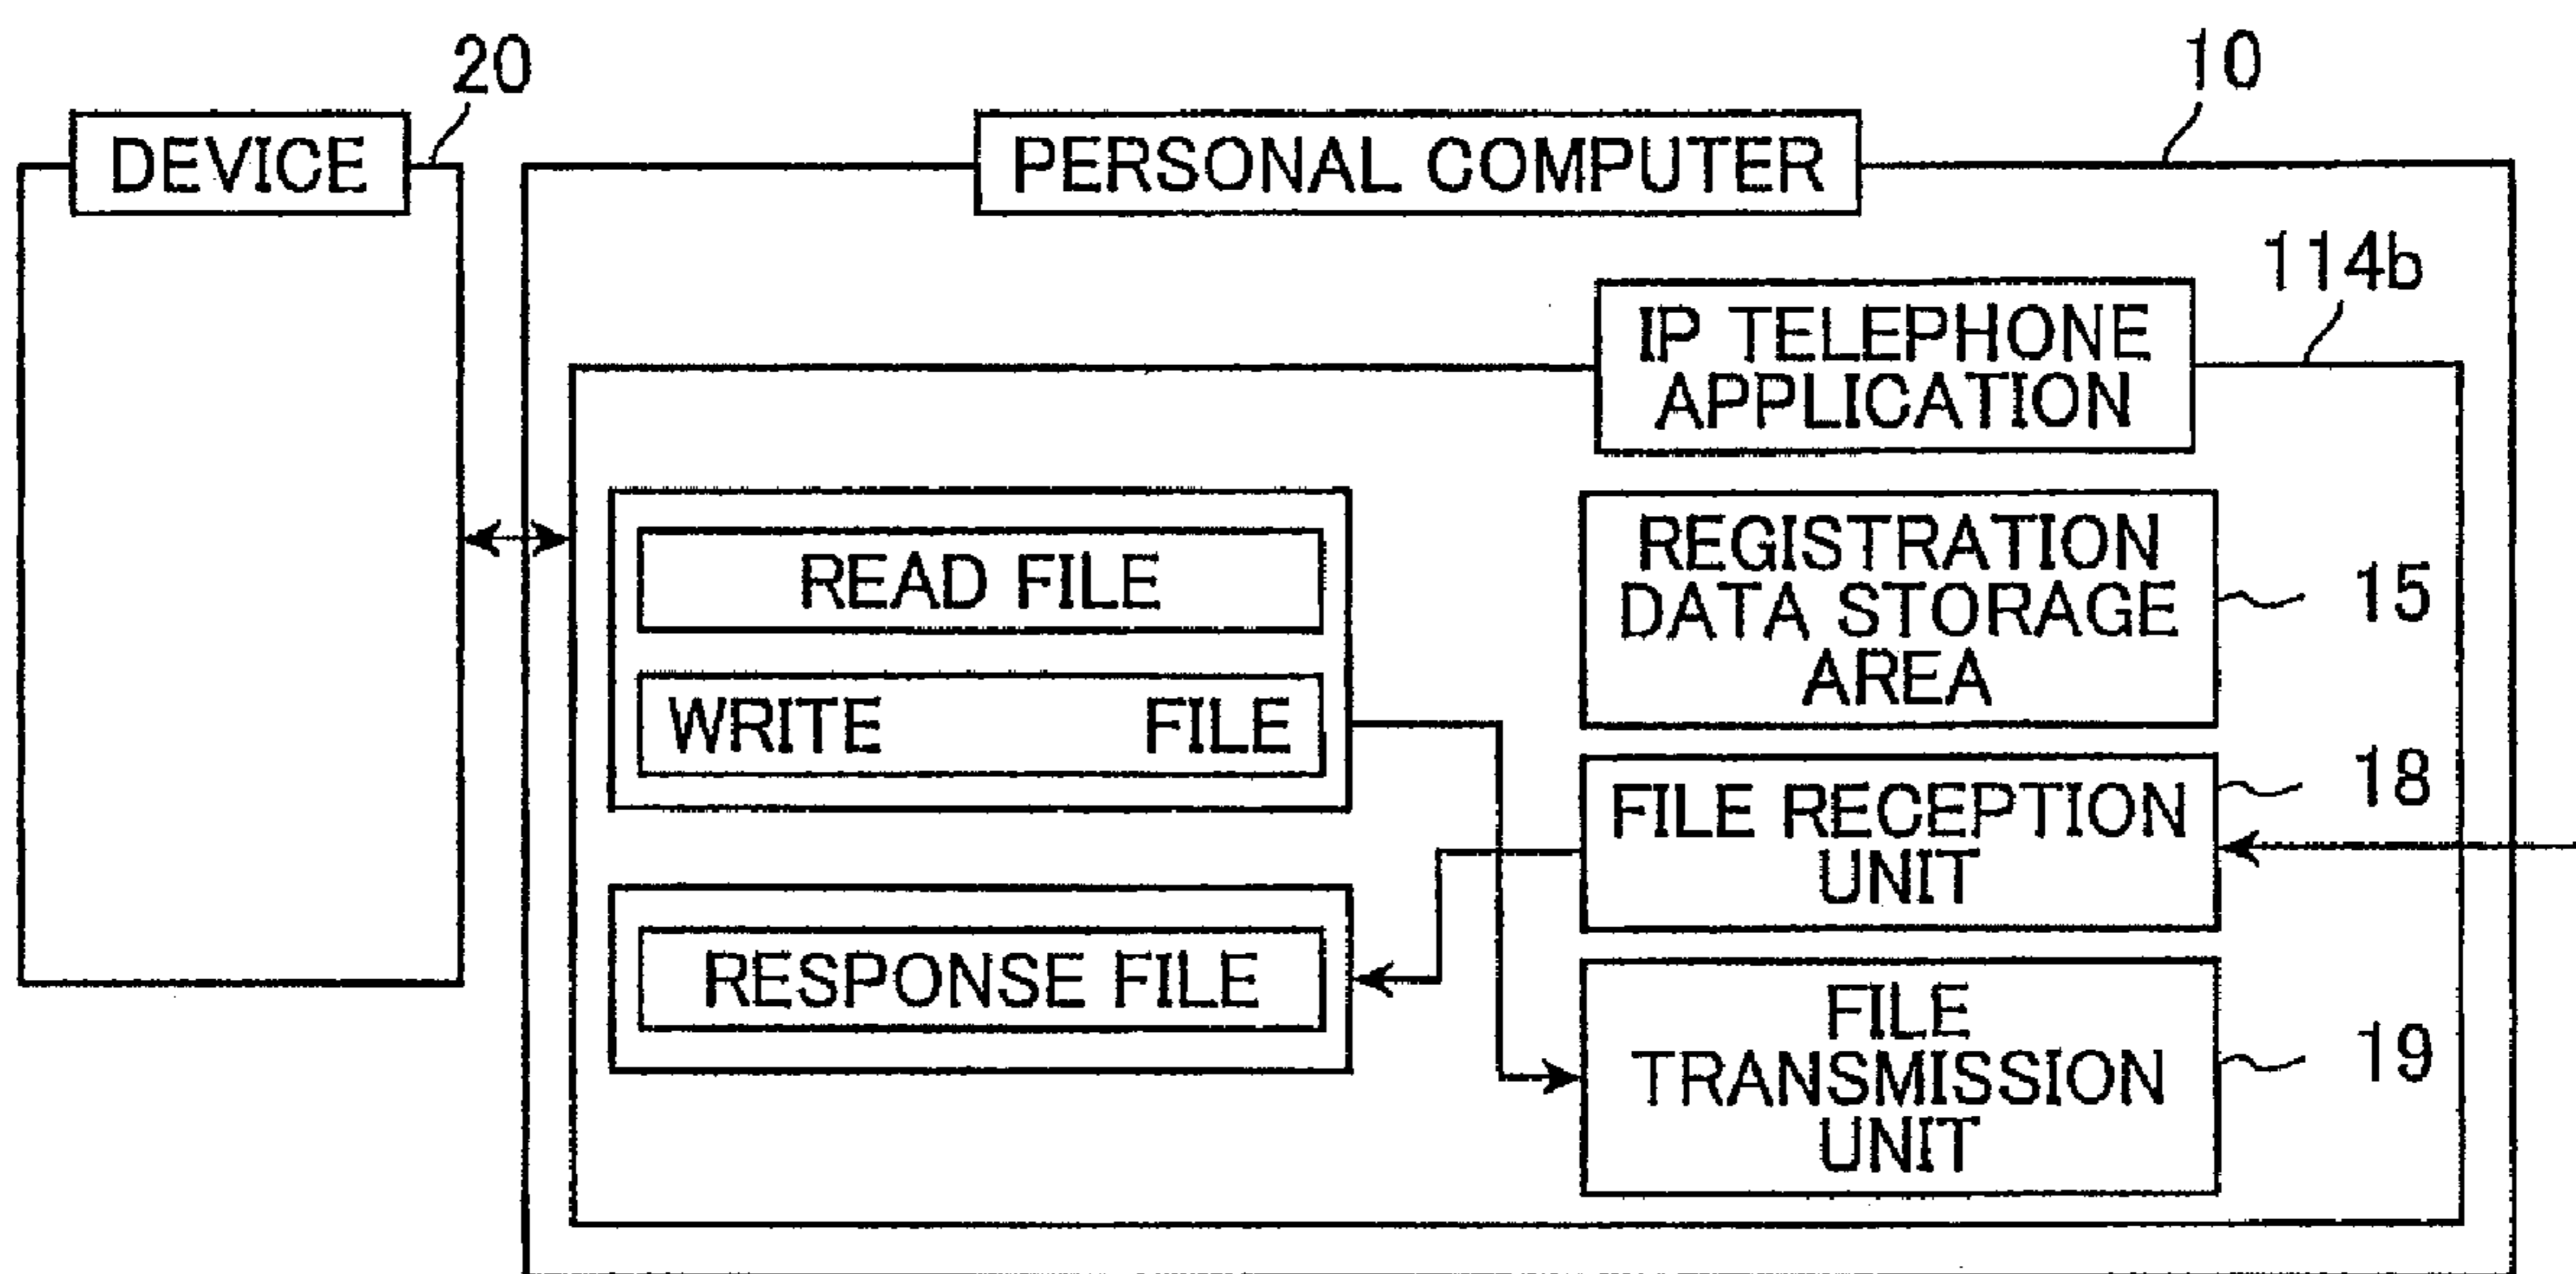 20
10
DEVICE
PERSONAL COMPUTER
114b
IP TELEPHONE
APPLICATION
READ FILE
WRITE FILE
RESPONSE FILE
REGISTRATION
DATA STORAGE
AREA
15
FILE RECEPTION
UNIT
18
FILE
TRANSMISSION
UNIT
19